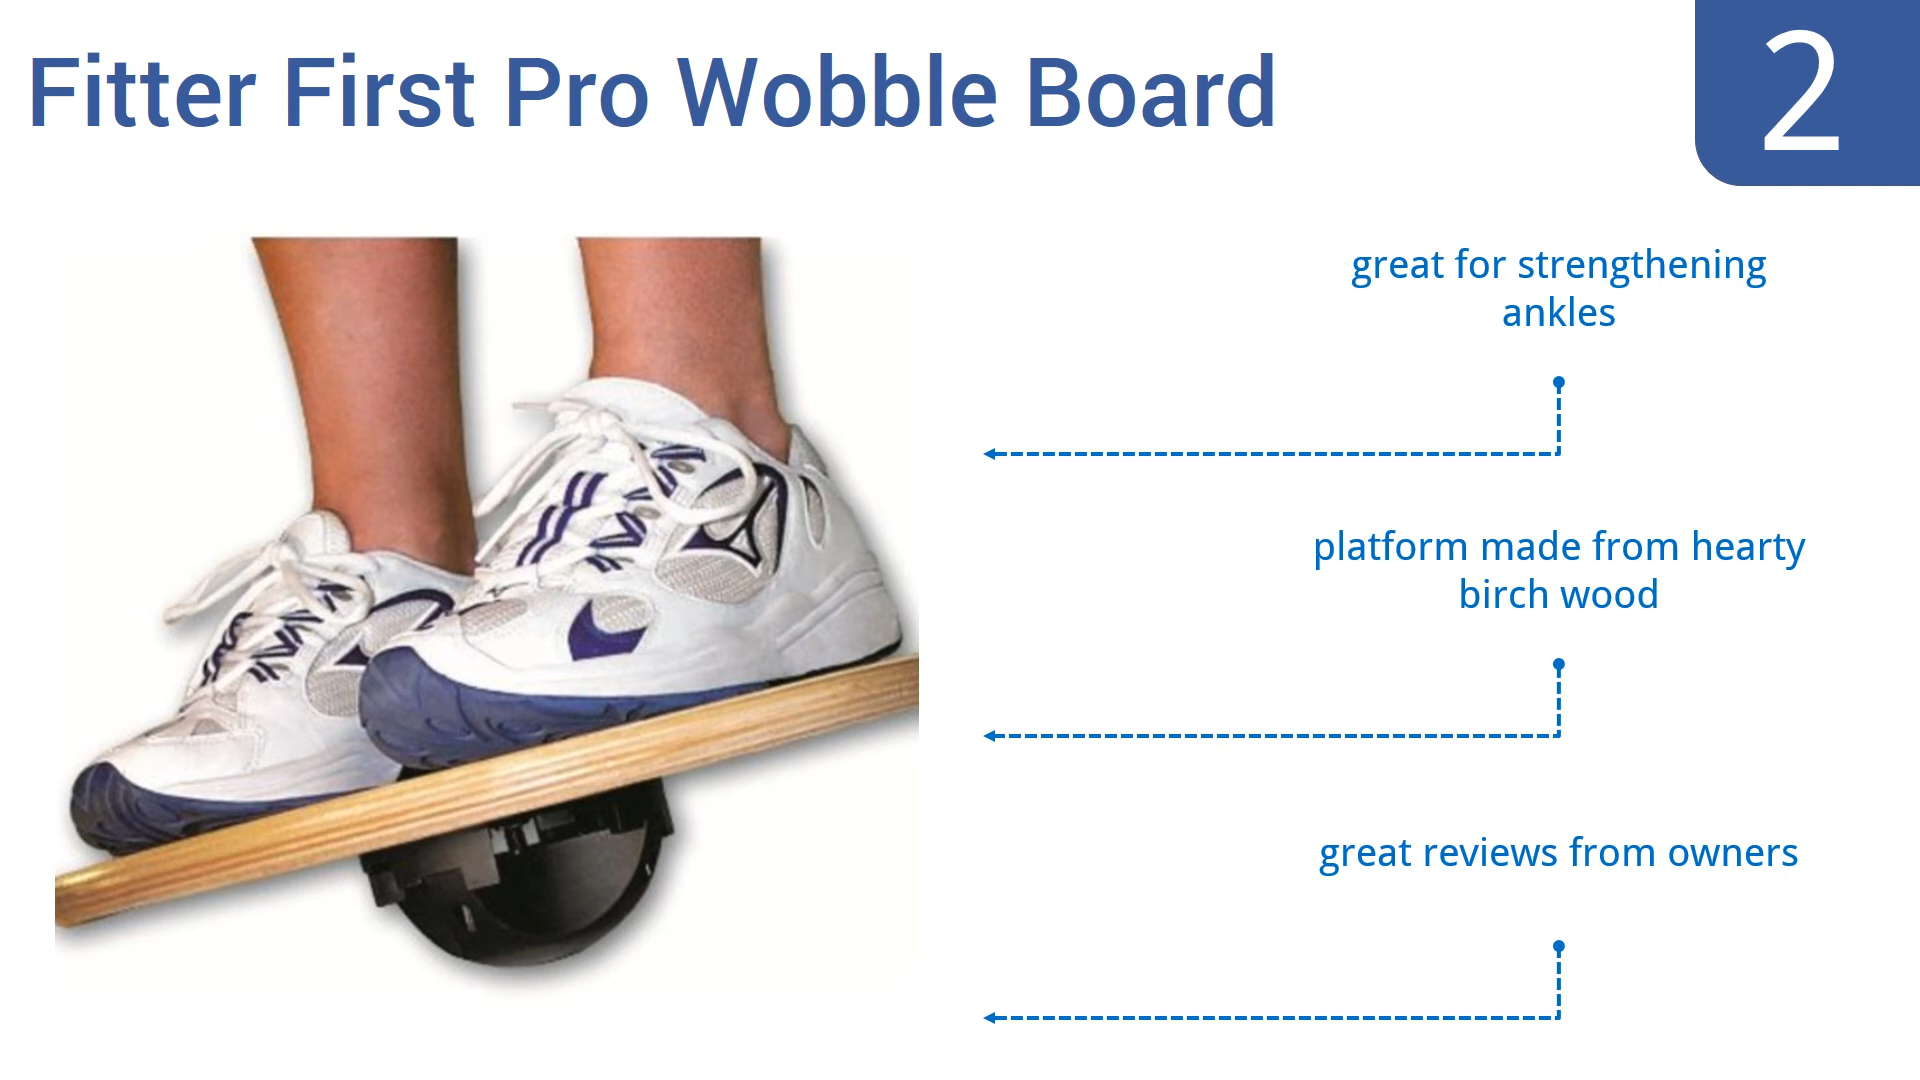 Fitter First Pro Wobble Board
2
great for strengthening
ankles
platform made from hearty
birch wood
great reviews from owners